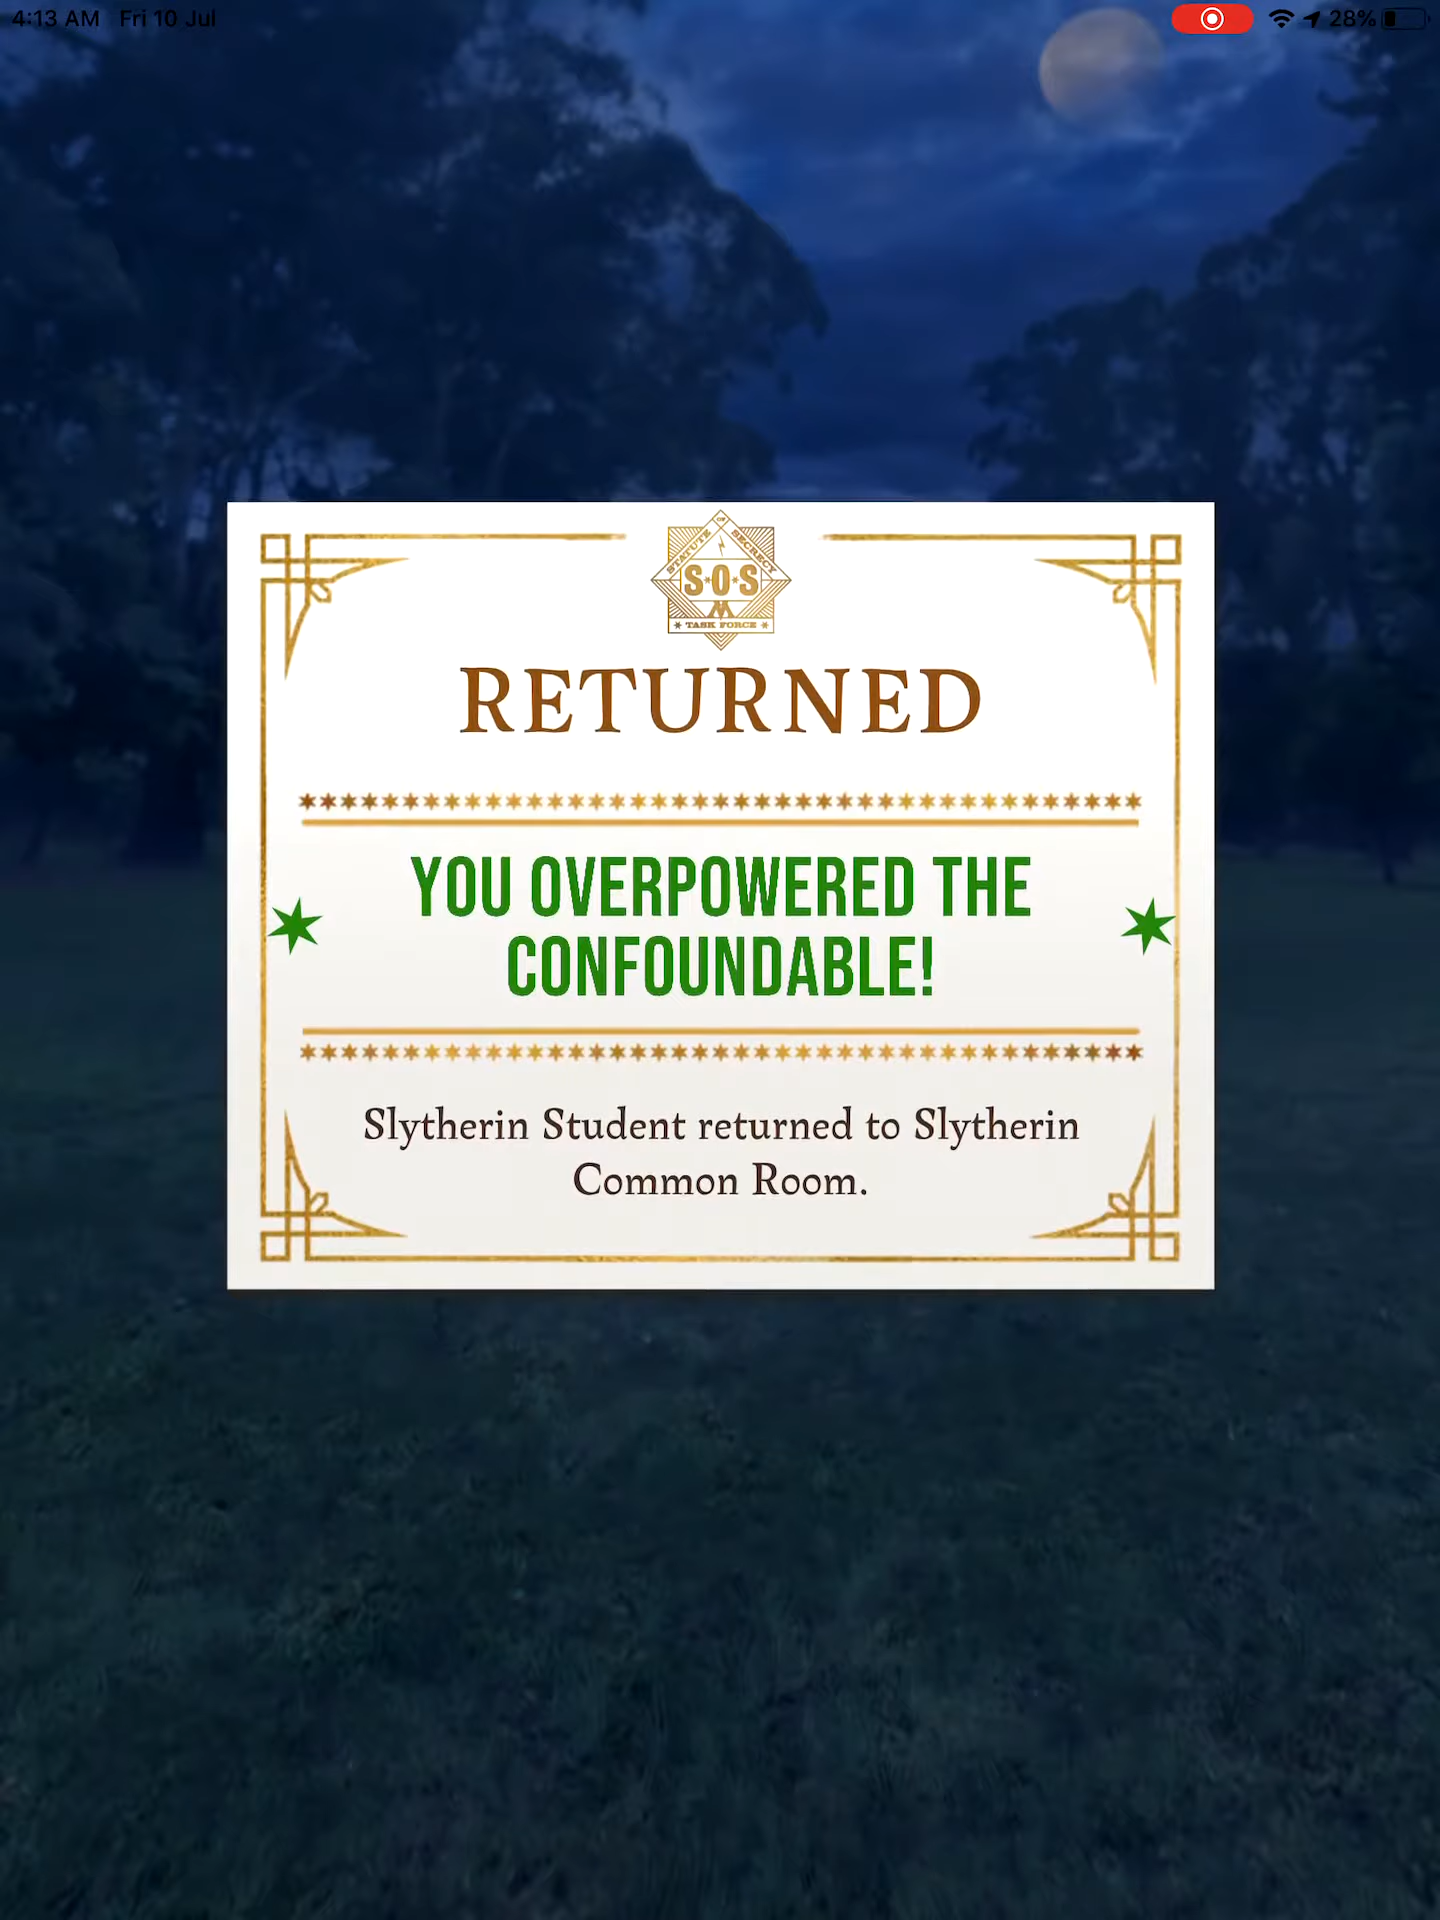 4:13 AM Fri 10 Jul
28%
STATUTE OF SECRECY
S*O*S
M
* TASK FORCE *
RETURNED
YOU OVERPOWERED THE
CONFOUNDABLE!
Slytherin Student returned to Slytherin
Common Room.